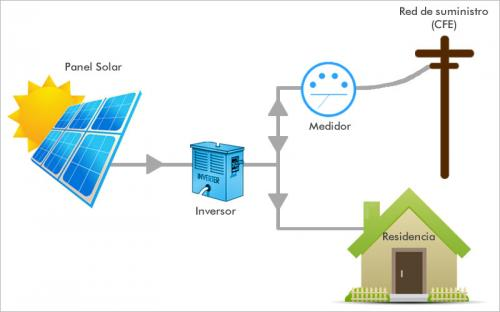 Red de suministro
(CFE)
Panel Solar
Medidor
INVERTER
Inversor
Residencia